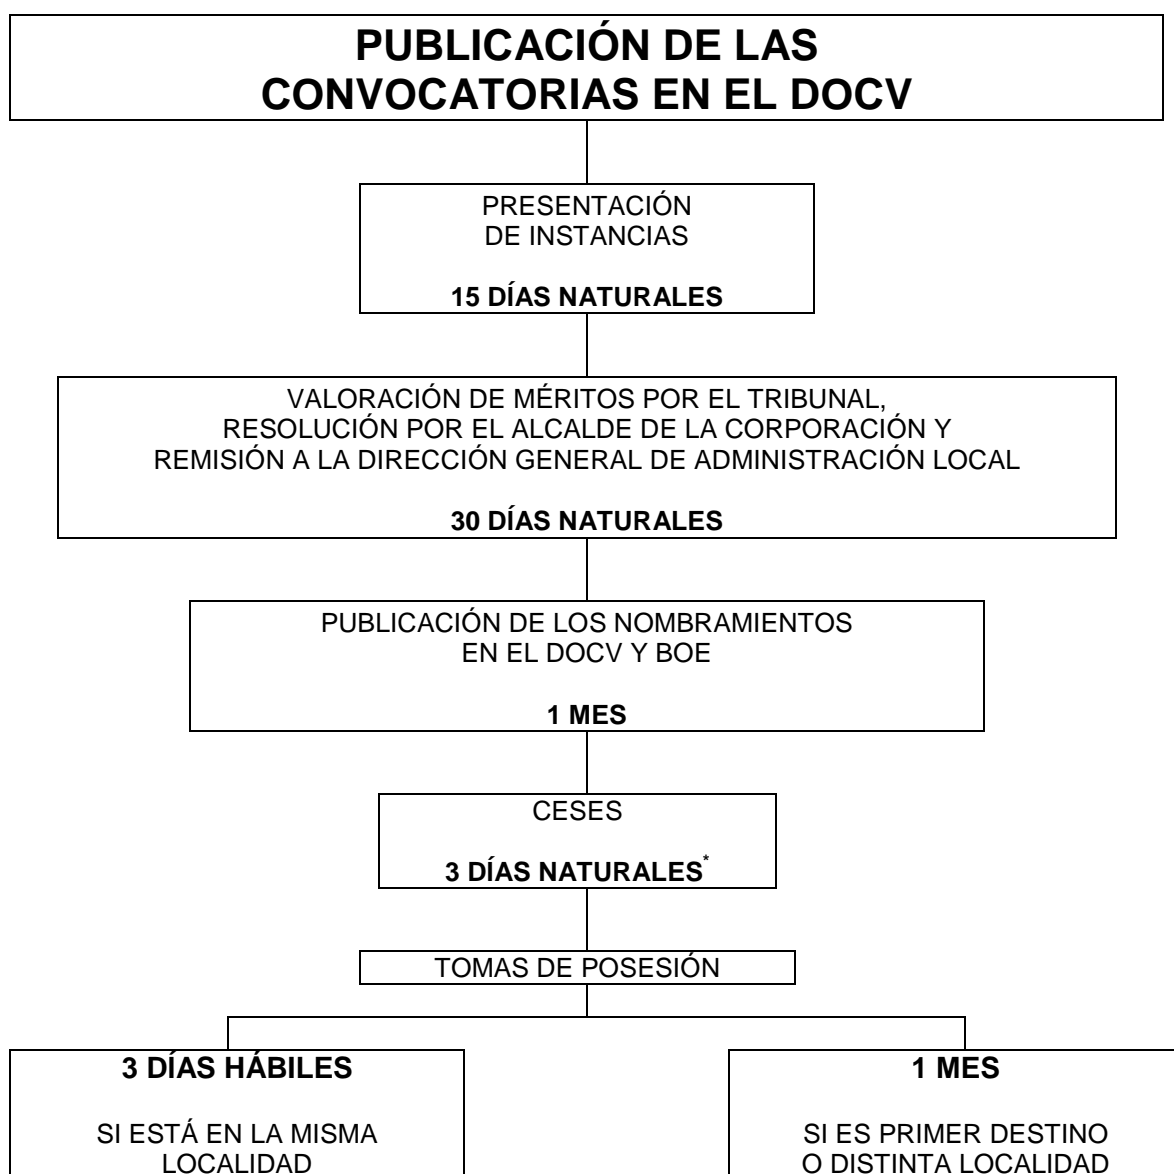 PUBLICACIÓN DE LAS
CONVOCATORIAS EN EL DOCV
PRESENTACIÓN
DE INSTANCIAS
15 DÍAS NATURALES
VALORACIÓN DE MÉRITOS POR EL TRIBUNAL,
RESOLUCIÓN POR EL ALCALDE DE LA CORPORACIÓN Y
REMISIÓN A LA DIRECCIÓN GENERAL DE ADMINISTRACIÓN LOCAL
30 DÍAS NATURALES
PUBLICACIÓN DE LOS NOMBRAMIENTOS
EN EL DOCV Y BOE
1 MES
CESES
3 DÍAS NATURALES*
TOMAS DE POSESIÓN
3 DÍAS HÁBILES
SI ESTÁ EN LA MISMA
LOCALIDAD
1 MES
SI ES PRIMER DESTINO
O DISTINTA LOCALIDAD